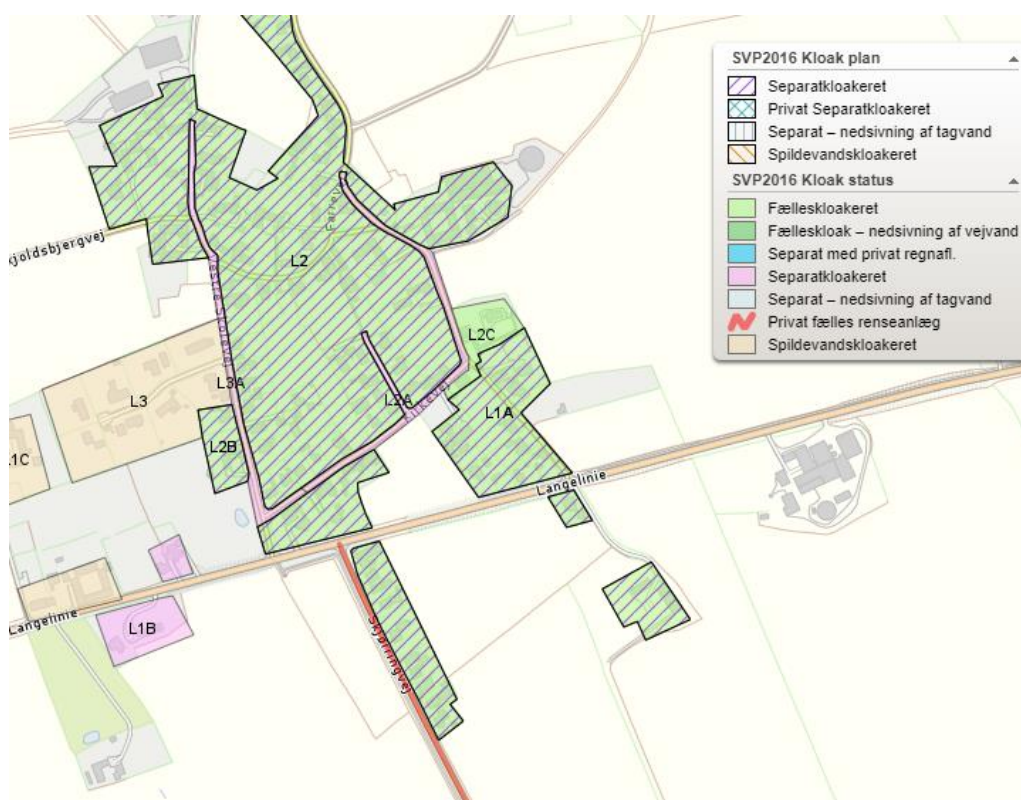 SVP2016 Kloak plan
Separatkloakeret
Privat Separatkloakeret
Separat – nedsivning af tagvand
Spildevandskloakeret
SVP2016 Kloak status
Fælleskloakeret
Fælleskloak – nedsivning af vejvand
Separat med privat regnafl.
Separatkloakeret
Separat – nedsivning af tagvand
Privat fælles renseanlæg
Spildevandskloakeret
joldsbjergvej
L2
L2C
L3A
L3
L2A
L1A
L2B
L1C
Langelinie
Langelinie
L1B
Skjørringvej